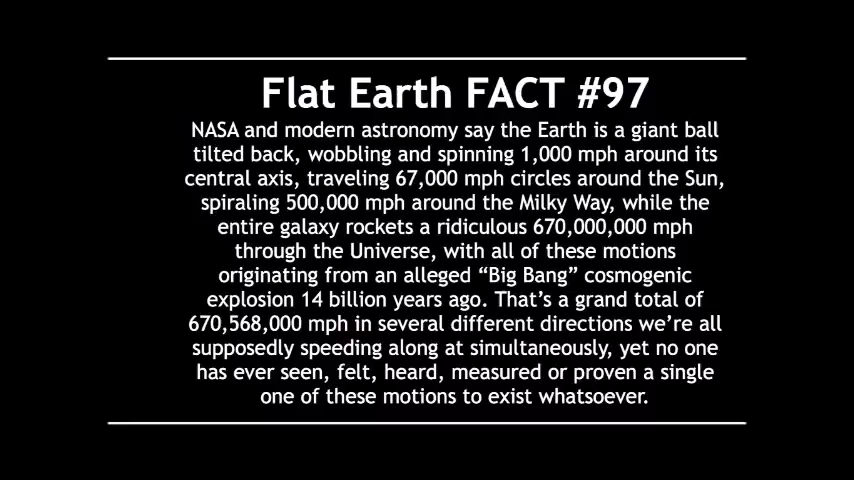 Flat Earth FACT #97
NASA and modern astronomy say the Earth is a giant ball
tilted back, wobbling and spinning 1,000 mph around its
central axis, traveling 67,000 mph circles around the Sun,
spiraling 500,000 mph around the Milky Way, while the
entire galaxy rockets a ridiculous 670,000,000 mph
through the Universe, with all of these motions
originating from an alleged “Big Bang” cosmogenic
explosion 14 billion years ago. That’s a grand total of
670,568,000 mph in several different directions we’re all
supposedly speeding along at simultaneously, yet no one
has ever seen, felt, heard, measured or proven a single
one of these motions to exist whatsoever.